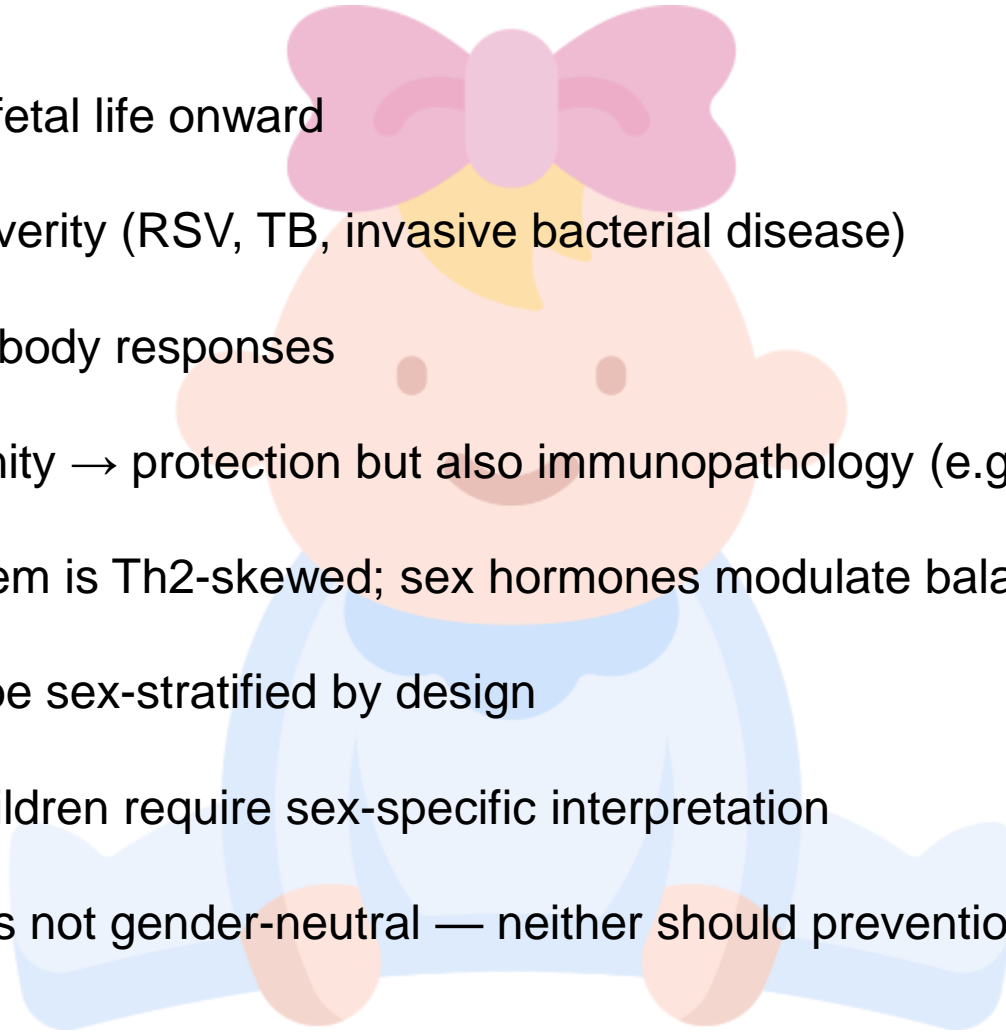 fetal life onward
verity (RSV, TB, invasive bacterial disease)
body responses
nity → protection but also immunopathology (e.g
em is Th2-skewed; sex hormones modulate bala
be sex-stratified by design
ildren require sex-specific interpretation
s not gender-neutral — neither should preventio